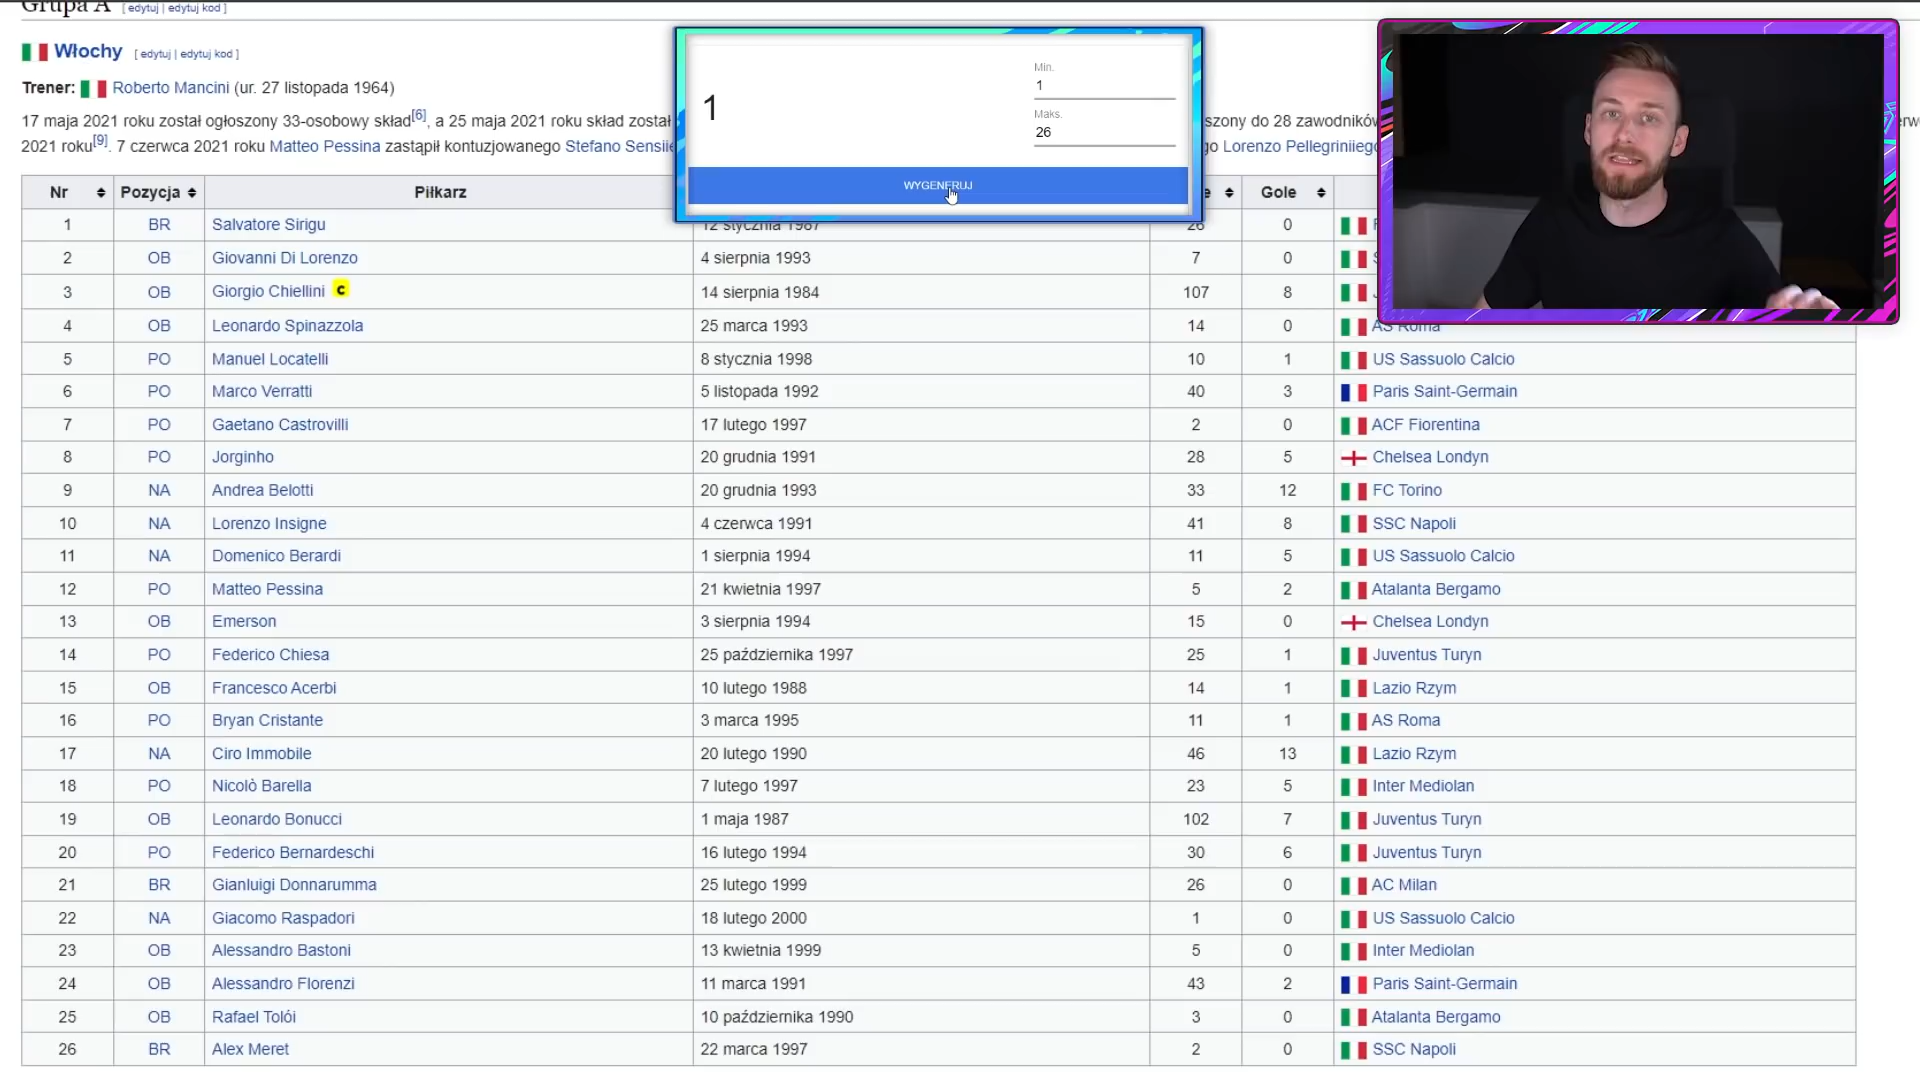 Grupa A [ edytuj | edytuj kod ]
Włochy [ edytuj | edytuj kod ]
Trener: Roberto Mancini (ur. 27 listopada 1964)
17 maja 2021 roku został ogłoszony 33-osobowy skład[6], a 25 maja 2021 roku skład został szony do 28 zawodników
2021 roku[9]. 7 czerwca 2021 roku Matteo Pessina zastąpił kontuzjowanego Stefano Sensi go Lorenzo Pellegriniego
1
Min.
1
Maks.
26
WYGENERUJ
Nr Pozycja Piłkarz e Gole
1 BR Salvatore Sirigu 12 stycznia 1987 26 0
2 OB Giovanni Di Lorenzo 4 sierpnia 1993 7 0
3 OB Giorgio Chiellini c 14 sierpnia 1984 107 8
4 OB Leonardo Spinazzola 25 marca 1993 14 0 AS Roma
5 PO Manuel Locatelli 8 stycznia 1998 10 1 US Sassuolo Calcio
6 PO Marco Verratti 5 listopada 1992 40 3 Paris Saint-Germain
7 PO Gaetano Castrovilli 17 lutego 1997 2 0 ACF Fiorentina
8 PO Jorginho 20 grudnia 1991 28 5 Chelsea Londyn
9 NA Andrea Belotti 20 grudnia 1993 33 12 FC Torino
10 NA Lorenzo Insigne 4 czerwca 1991 41 8 SSC Napoli
11 NA Domenico Berardi 1 sierpnia 1994 11 5 US Sassuolo Calcio
12 PO Matteo Pessina 21 kwietnia 1997 5 2 Atalanta Bergamo
13 OB Emerson 3 sierpnia 1994 15 0 Chelsea Londyn
14 PO Federico Chiesa 25 października 1997 25 1 Juventus Turyn
15 OB Francesco Acerbi 10 lutego 1988 14 1 Lazio Rzym
16 PO Bryan Cristante 3 marca 1995 11 1 AS Roma
17 NA Ciro Immobile 20 lutego 1990 46 13 Lazio Rzym
18 PO Nicolò Barella 7 lutego 1997 23 5 Inter Mediolan
19 OB Leonardo Bonucci 1 maja 1987 102 7 Juventus Turyn
20 PO Federico Bernardeschi 16 lutego 1994 30 6 Juventus Turyn
21 BR Gianluigi Donnarumma 25 lutego 1999 26 0 AC Milan
22 NA Giacomo Raspadori 18 lutego 2000 1 0 US Sassuolo Calcio
23 OB Alessandro Bastoni 13 kwietnia 1999 5 0 Inter Mediolan
24 OB Alessandro Florenzi 11 marca 1991 43 2 Paris Saint-Germain
25 OB Rafael Tolói 10 października 1990 3 0 Atalanta Bergamo
26 BR Alex Meret 22 marca 1997 2 0 SSC Napoli